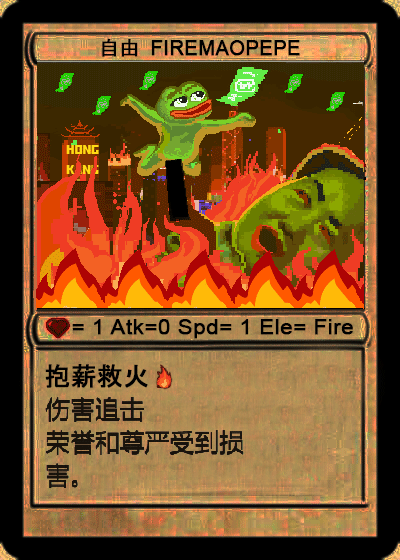 自由 FIREMAOPEPE
HONG
KONG
= 1 Atk=0 Spd= 1 Ele= Fire
抱薪救火
伤害追击
荣誉和尊严受到损
害。